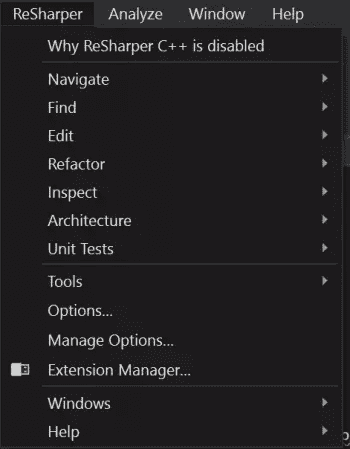 ReSharper Analyze Window Help
Why ReSharper C++ is disabled
Navigate
Find
Edit
Refactor
Inspect
Architecture
Unit Tests
Tools
Options...
Manage Options...
Extension Manager...
Windows
Help